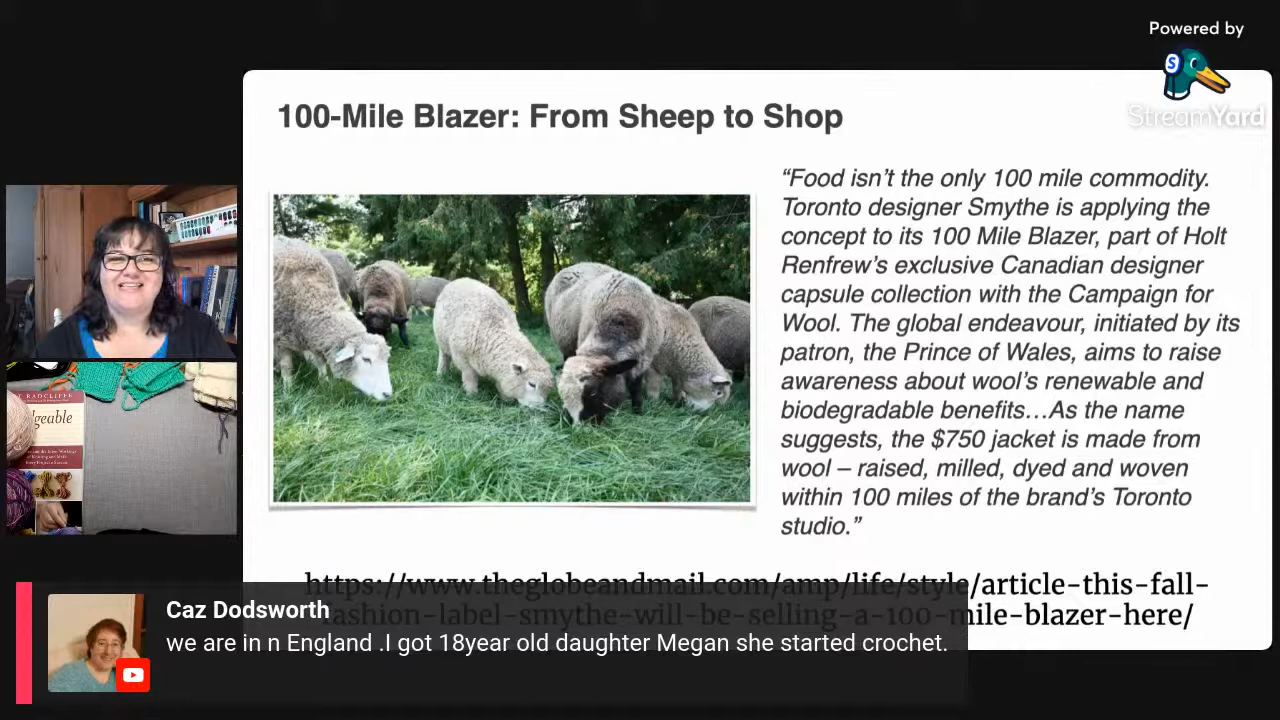 Powered by
StreamYard
100-Mile Blazer: From Sheep to Shop
“Food isn’t the only 100 mile commodity.
Toronto designer Smythe is applying the
concept to its 100 Mile Blazer, part of Holt
Renfrew’s exclusive Canadian designer
capsule collection with the Campaign for
Wool. The global endeavour, initiated by its
patron, the Prince of Wales, aims to raise
awareness about wool’s renewable and
biodegradable benefits…As the name
suggests, the $750 jacket is made from
wool – raised, milled, dyed and woven
within 100 miles of the brand’s Toronto
studio.”
https://www.theglobeandmail.com/amp/life/style/article-this-fall-
fashion-label-smythe-will-be-selling-a-100-mile-blazer-here/
RADCLIFFE
Caz Dodsworth
we are in n England .I got 18year old daughter Megan she started crochet.